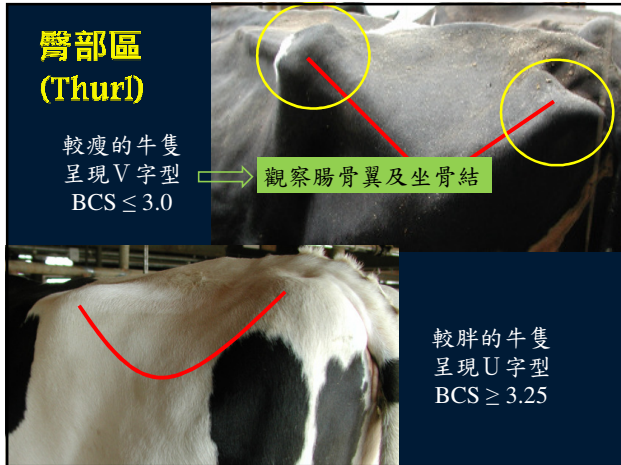 臀部區
(Thurl)
較瘦的牛隻
呈現V字型
BCS ≤ 3.0
觀察腸骨翼及坐骨結
較胖的牛隻
呈現U字型
BCS ≥ 3.25